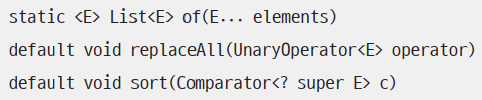 static <E> List<E> of(E... elements)
default void replaceAll(UnaryOperator<E> operator)
default void sort(Comparator<? super E> c)